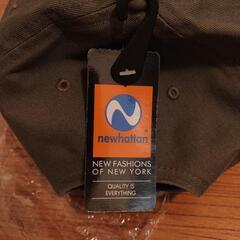 newhattan
NEW FASHIONS
OF NEW YORK
QUALITY IS
EVERYTHING